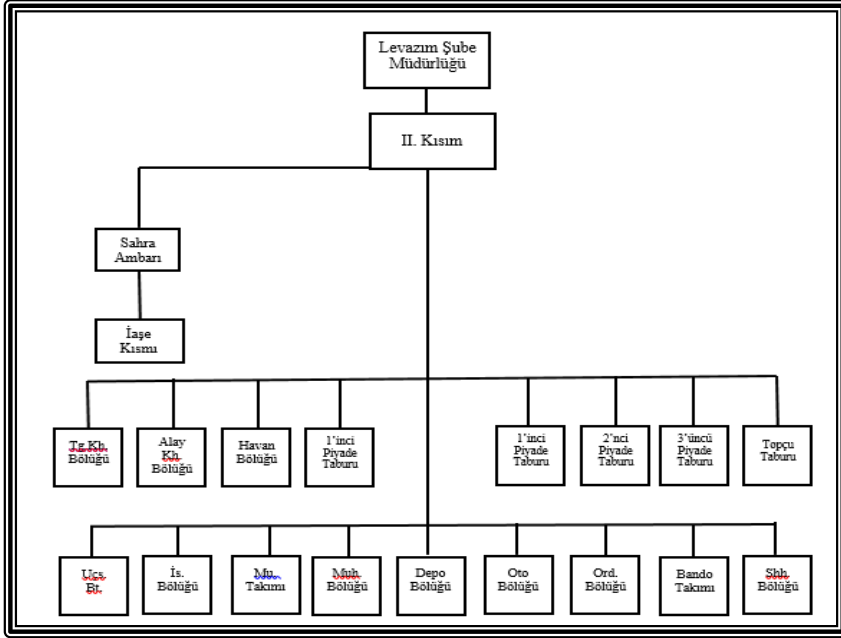 Levazım Şube
Müdürlüğü
II. Kısım
Sahra
Ambarı
İaşe
Kısmı
Tg.Kh.
Bölüğü
Alay
Kh.
Bölüğü
Havan
Bölüğü
1'inci
Piyade
Taburu
1'inci
Piyade
Taburu
2'nci
Piyade
Taburu
3'üncü
Piyade
Taburu
Topçu
Taburu
Uçs.
Bt.
İs.
Bölüğü
Mu.
Takımı
Muh.
Bölüğü
Depo
Bölüğü
Oto
Bölüğü
Ord.
Bölüğü
Bando
Takımı
Shh.
Bölüğü